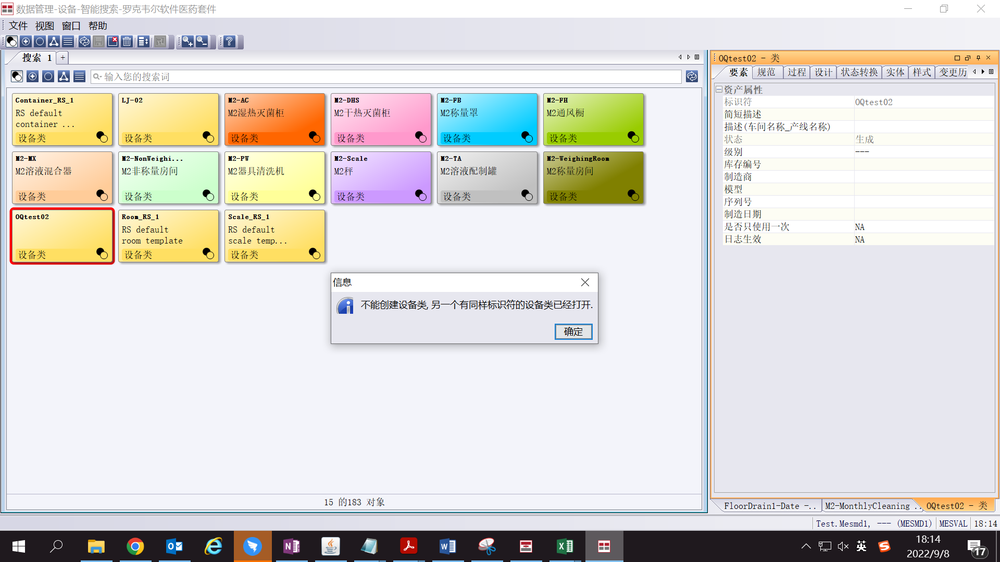 数据管理-设备-智能搜索-罗克韦尔软件医药套件
文件 视图 窗口 帮助
搜索 1 +
输入您的搜索词
Container_RS_1
RS default
container ...
设备类
LJ-02
设备类
M2-AC
M2湿热灭菌柜
设备类
M2-DHS
M2干热灭菌柜
设备类
M2-FB
M2称量罩
设备类
M2-FH
M2通风橱
设备类
M2-MX
M2溶液混合器
设备类
M2-NonWeighi...
M2非称量房间
设备类
M2-PW
M2器具清洗机
设备类
M2-Scale
M2秤
设备类
M2-TA
M2溶液配制罐
设备类
M2-WeighingRoom
M2称量房间
设备类
OQtest02
设备类
Room_RS_1
RS default
room template
设备类
Scale_RS_1
RS default
scale temp...
设备类
信息
不能创建设备类, 另一个有同样标识符的设备类已经打开.
确定
15 的183 对象
OQtest02 - 类
要素 规范 过程 设计 状态转换 实体 样式 变更历
资产属性
标识符 OQtest02
简短描述
描述(车间名称_产线名称)
状态 生成
级别 ---
库存编号
制造商
模型
序列号
制造日期
是否只使用一次 NA
日志生效 NA
FloorDrain1-Date -.. M2-MonthlyCleaning .. OQtest02 - 类
Test.Mesmd1, --- (MESMD1) MESVAL 18:14
英
18:14
2022/9/8
17